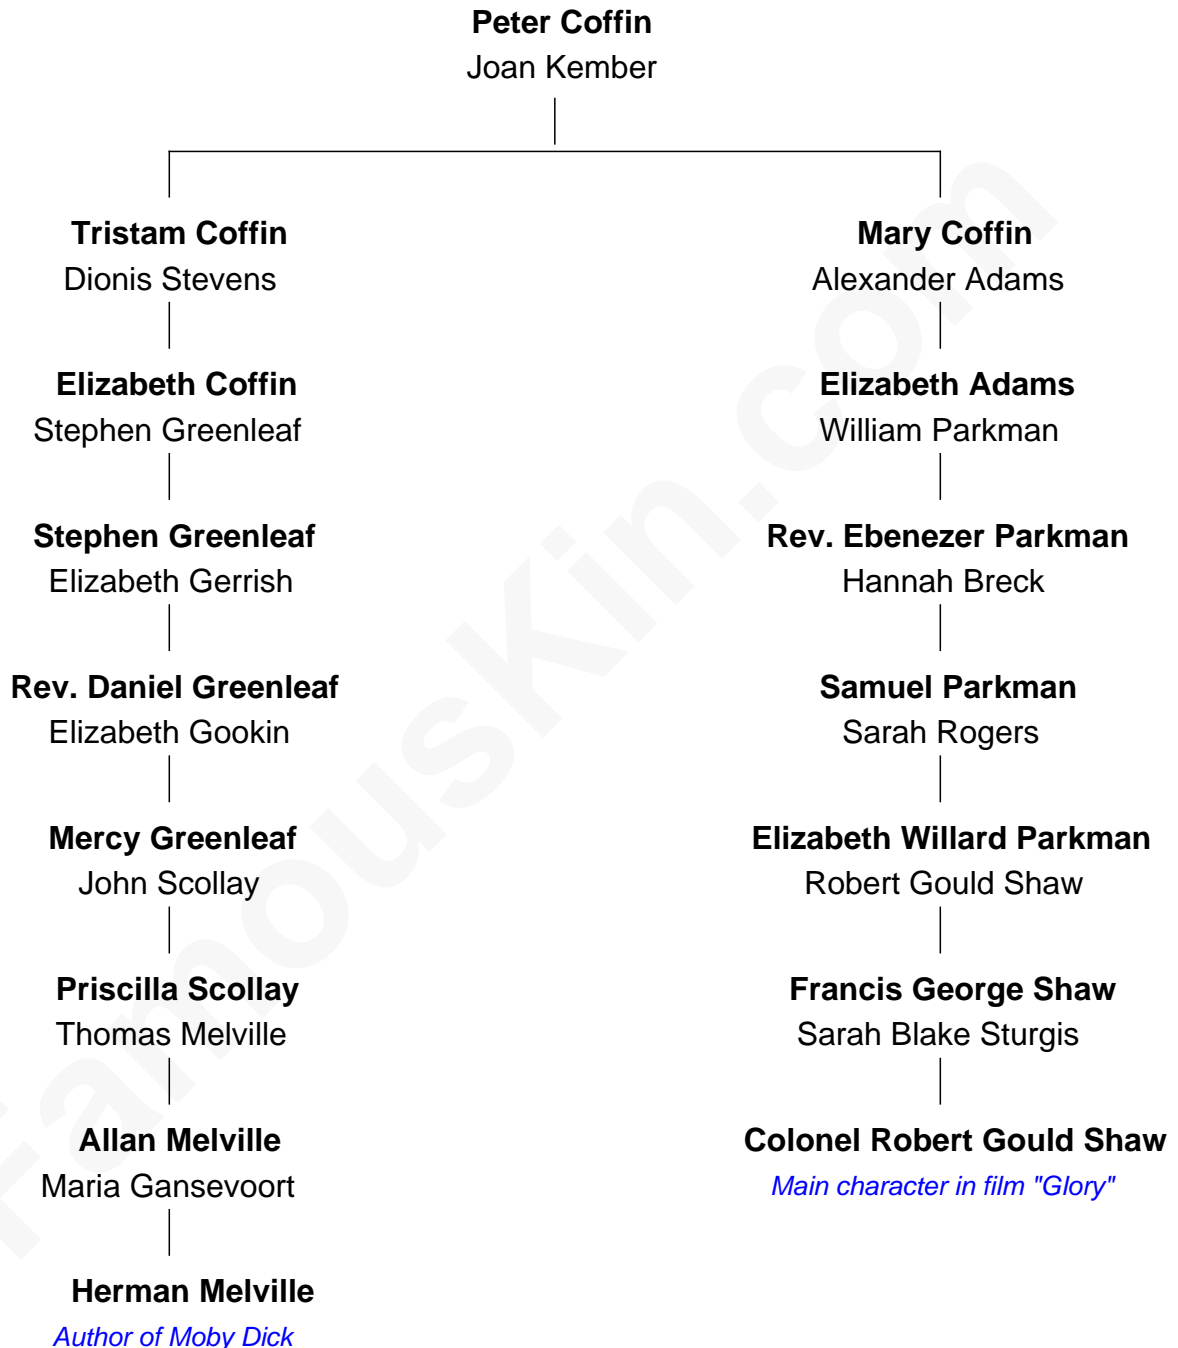 Peter Coffin
Joan Kember
Tristam Coffin
Dionis Stevens
Elizabeth Coffin
Stephen Greenleaf
Stephen Greenleaf
Elizabeth Gerrish
Rev. Daniel Greenleaf
Elizabeth Gookin
Mercy Greenleaf
John Scollay
Priscilla Scollay
Thomas Melville
Allan Melville
Maria Gansevoort
Herman Melville
Author of Moby Dick
Mary Coffin
Alexander Adams
Elizabeth Adams
William Parkman
Rev. Ebenezer Parkman
Hannah Breck
Samuel Parkman
Sarah Rogers
Elizabeth Willard Parkman
Robert Gould Shaw
Francis George Shaw
Sarah Blake Sturgis
Colonel Robert Gould Shaw
Main character in film "Glory"
FamousKin.com